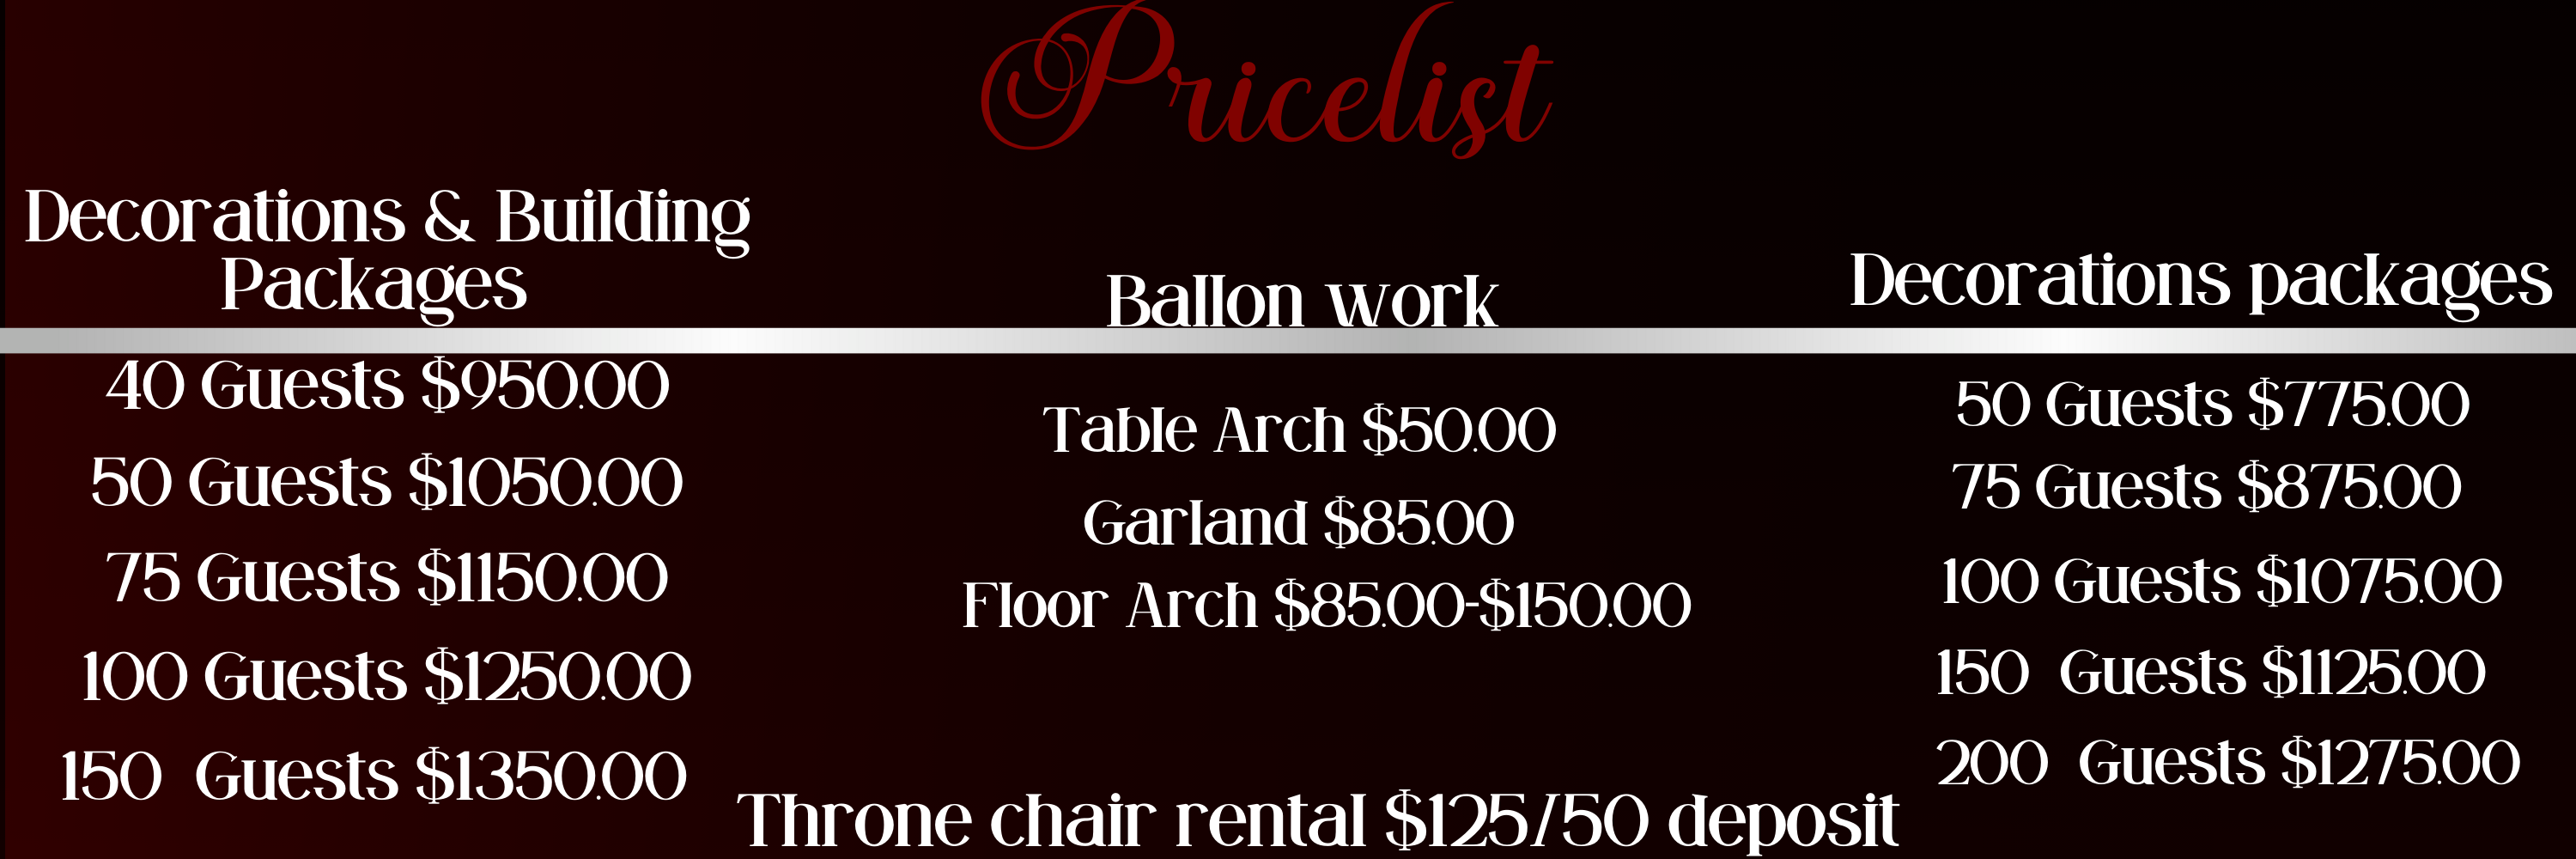 Pricelist
Decorations & Building
Packages
40 Guests $950.00
50 Guests $1050.00
75 Guests $1150.00
100 Guests $1250.00
150 Guests $1350.00
Ballon work
Table Arch $50.00
Garland $85.00
Floor Arch $85.00-$150.00
Decorations packages
50 Guests $775.00
75 Guests $875.00
100 Guests $1075.00
150 Guests $1125.00
200 Guests $1275.00
Throne chair rental $125/50 deposit